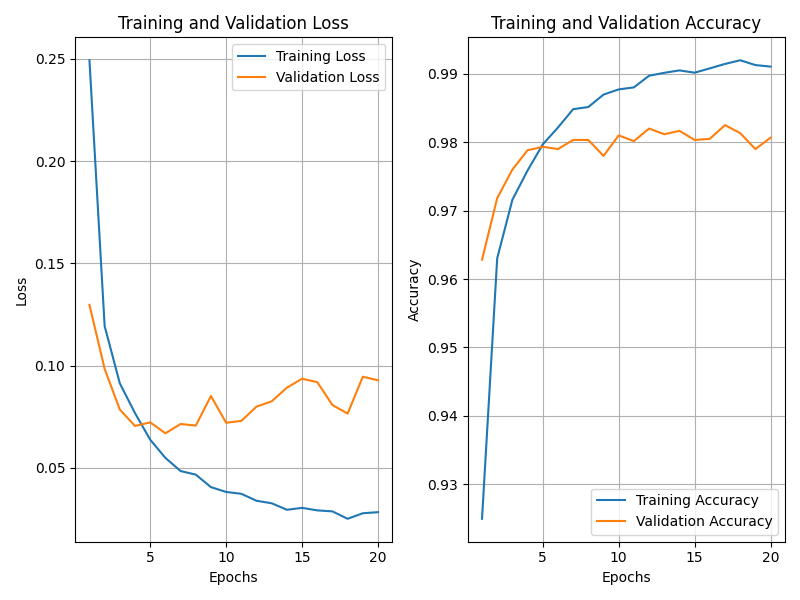 Training and Validation Loss
0.25
0.20
0.15
0.10
0.05
Loss
5
10
15
20
Epochs
Training Loss
Validation Loss
Training and Validation Accuracy
0.99
0.98
0.97
0.96
0.95
0.94
0.93
Accuracy
5
10
15
20
Epochs
Training Accuracy
Validation Accuracy